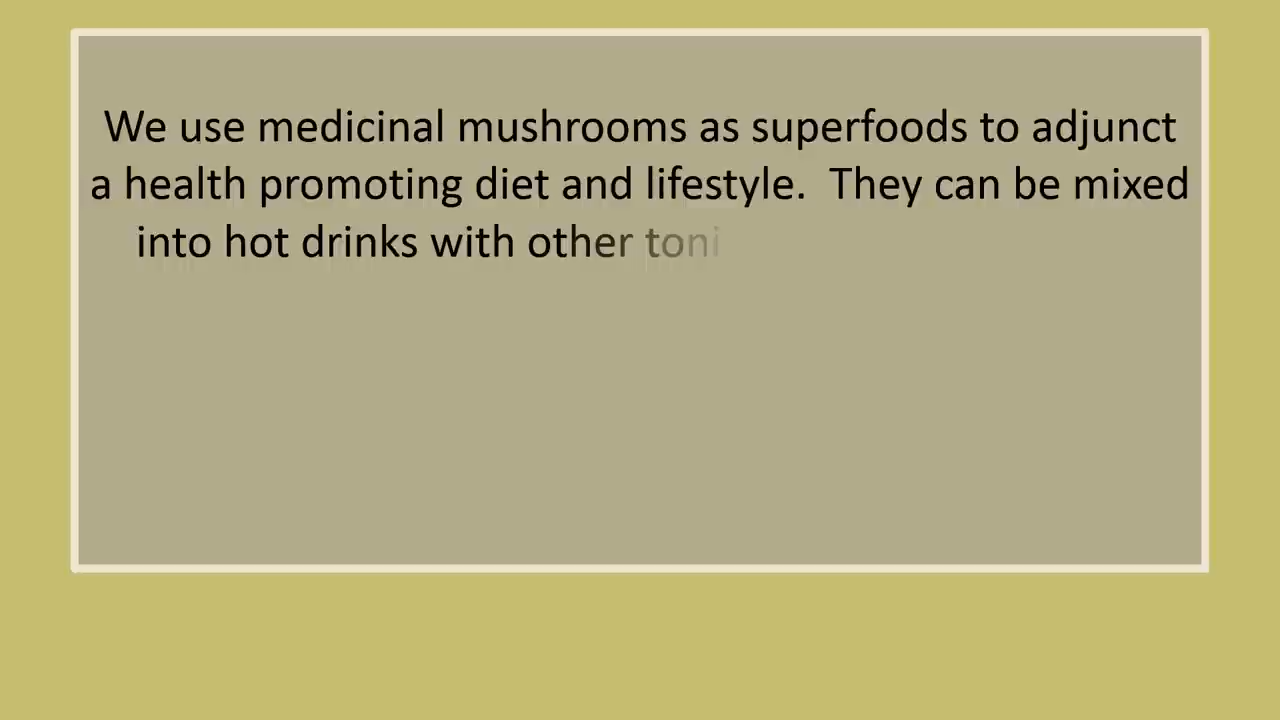 We use medicinal mushrooms as superfoods to adjunct
a health promoting diet and lifestyle.  They can be mixed
into hot drinks with other toni